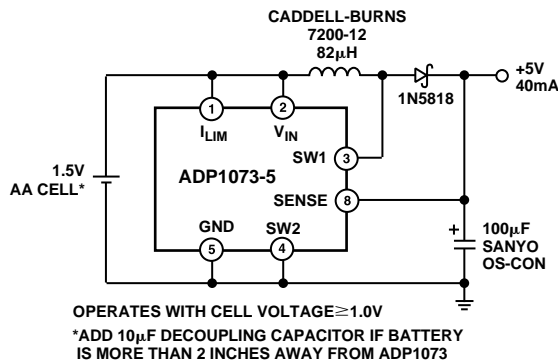 CADDELL-BURNS
7200-12
82µH
+5V
40mA
1N5818
1
2
I LIM
V IN
SW1
3
1.5V
AA CELL*
ADP1073-5
SENSE
8
GND
SW2
5
4
+
100µF
SANYO
OS-CON
OPERATES WITH CELL VOLTAGE≥1.0V
*ADD 10µF DECOUPLING CAPACITOR IF BATTERY
IS MORE THAN 2 INCHES AWAY FROM ADP1073